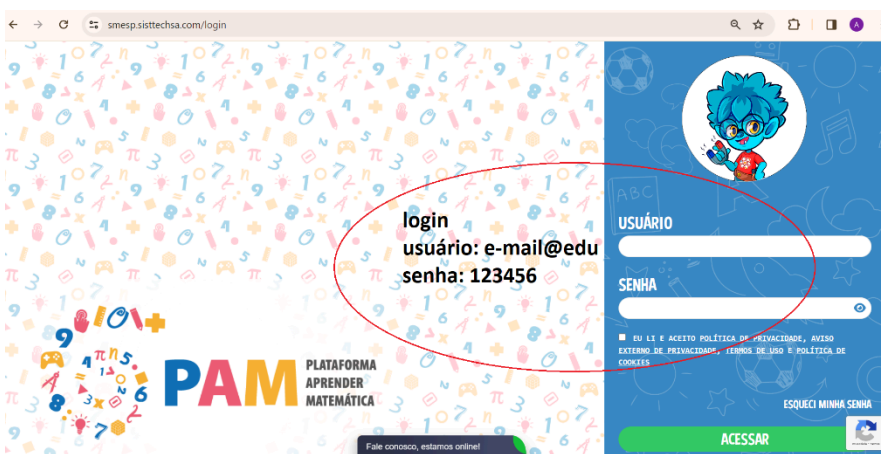 smesp.sisttechsa.com/login
A
ABC
login
usuário: e-mail@edu
senha: 123456
USUÁRIO
SENHA
EU LI E ACEITO POLÍTICA DE PRIVACIDADE, AVISO
EXTERNO DE PRIVACIDADE, TERMOS DE USO E POLÍTICA DE
COOKIES
ESQUECI MINHA SENHA
ACESSAR
PAM
PLATAFORMA
APRENDER
MATEMÁTICA
Fale conosco, estamos online!